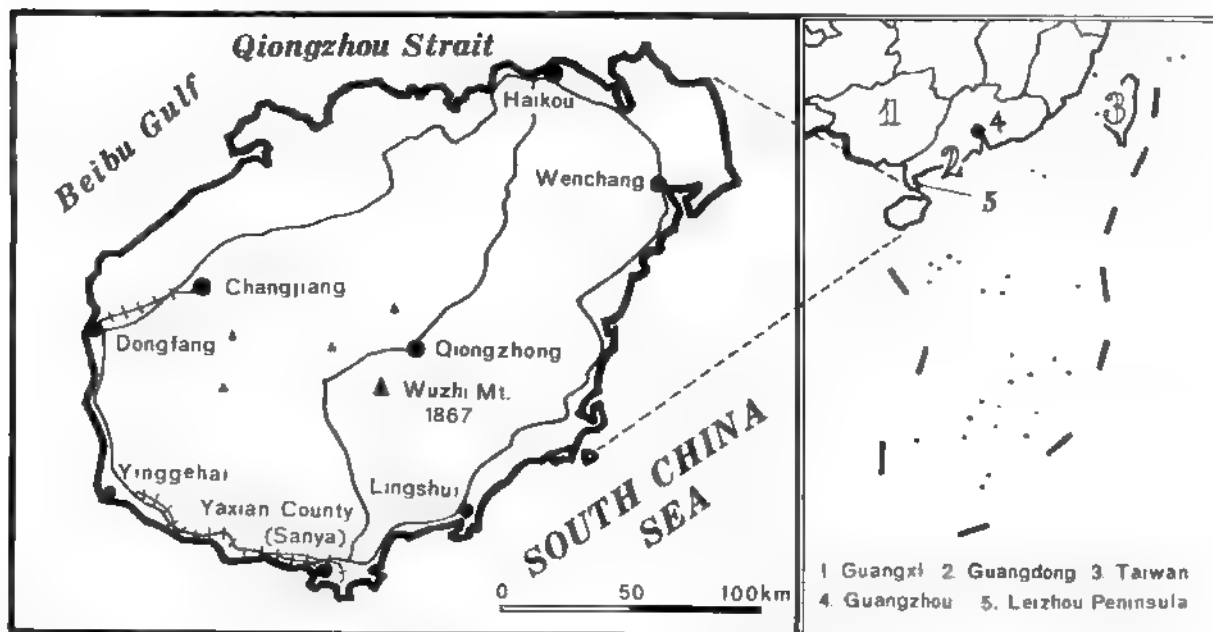 Qiongzhou Strait
Beibu Gulf
Haikou
Wenchang
Changjiang
Dongfang
Qiongzhong
Wuzhi Mt.
1867
Yinggehai
Yaxian County
(Sanya)
Lingshui
SOUTH CHINA
SEA
0 50 100km
1
2
3
4
5
1 Guangxi 2 Guangdong 3 Taiwan
4. Guangzhou 5. Leizhou Peninsula